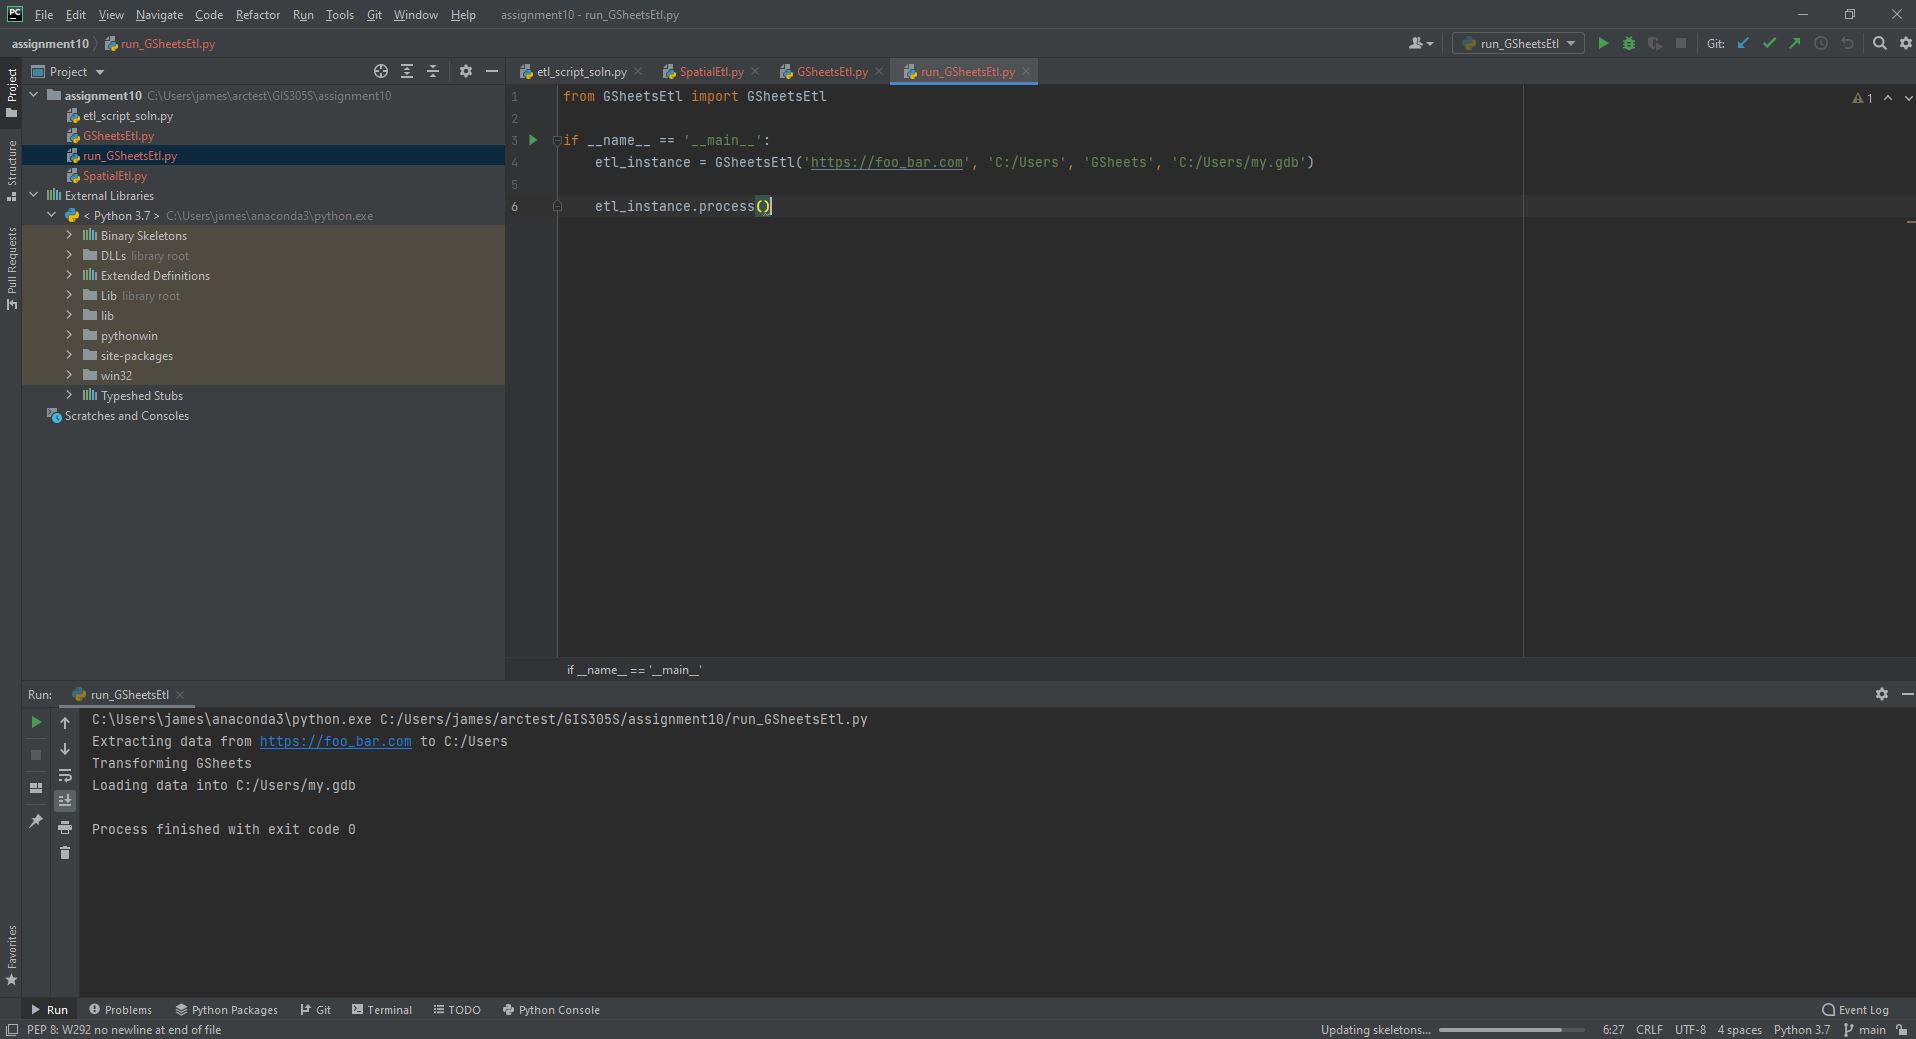 PC File Edit View Navigate Code Refactor Run Tools Git Window Help assignment10 - run_GSheetsEtl.py
assignment10 run_GSheetsEtl.py
run_GSheetsEtl Git:
Project
Structure
Pull Requests
Favorites
Project
assignment10 C:\Users\james\arctest\GIS305S\assignment10
etl_script_soln.py
GSheetsEtl.py
run_GSheetsEtl.py
SpatialEtl.py
External Libraries
< Python 3.7 > C:\Users\james\anaconda3\python.exe
Binary Skeletons
DLLs library root
Extended Definitions
Lib library root
lib
pythonwin
site-packages
win32
Typeshed Stubs
Scratches and Consoles
etl_script_soln.py SpatialEtl.py GSheetsEtl.py run_GSheetsEtl.py
1 from GSheetsEtl import GSheetsEtl
1
2
3 if __name__ == '__main__':
4 etl_instance = GSheetsEtl('https://foo_bar.com', 'C:/Users', 'GSheets', 'C:/Users/my.gdb')
5
6 etl_instance.process()
if __name__ == '__main__'
Run: run_GSheetsEtl
C:\Users\james\anaconda3\python.exe C:/Users/james/arctest/GIS305S/assignment10/run_GSheetsEtl.py
Extracting data from https://foo_bar.com to C:/Users
Transforming GSheets
Loading data into C:/Users/my.gdb
Process finished with exit code 0
Run Problems Python Packages Git Terminal TODO Python Console Event Log
PEP 8: W292 no newline at end of file Updating skeletons... 6:27 CRLF UTF-8 4 spaces Python 3.7 main